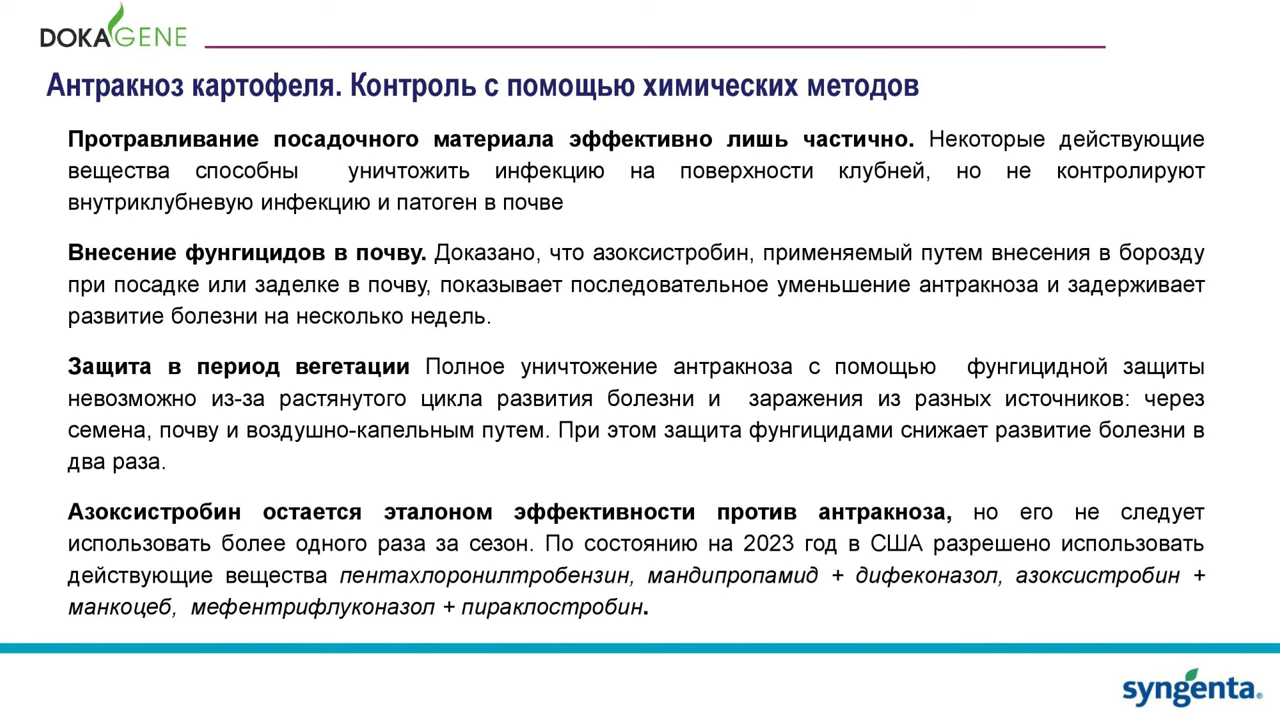 DOKAGENE
Антракноз картофеля. Контроль с помощью химических методов
Протравливание посадочного материала эффективно лишь частично. Некоторые действующие
вещества способны уничтожить инфекцию на поверхности клубней, но не контролируют
внутриклубневую инфекцию и патоген в почве
Внесение фунгицидов в почву. Доказано, что азоксистробин, применяемый путем внесения в борозду
при посадке или заделке в почву, показывает последовательное уменьшение антракноза и задерживает
развитие болезни на несколько недель.
Защита в период вегетации Полное уничтожение антракноза с помощью фунгицидной защиты
невозможно из-за растянутого цикла развития болезни и заражения из разных источников: через
семена, почву и воздушно-капельным путем. При этом защита фунгицидами снижает развитие болезни в
два раза.
Азоксистробин остается эталоном эффективности против антракноза, но его не следует
использовать более одного раза за сезон. По состоянию на 2023 год в США разрешено использовать
действующие вещества пентахлоронилтробензин, мандипропамид + дифеконазол, азоксистробин +
манкоцеб, мефентрифлуконазол + пираклостробин.
syngenta®